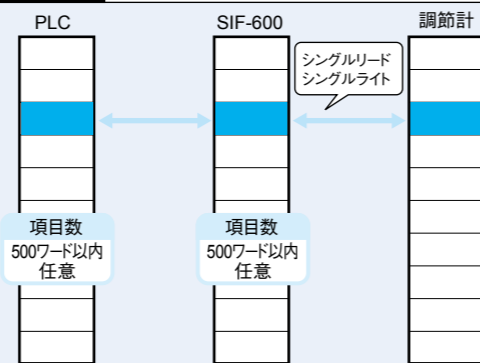 PLC
SIF-600
調節計
シングルリード
シングルライト
項目数
500ワード以内
任意
項目数
500ワード以内
任意